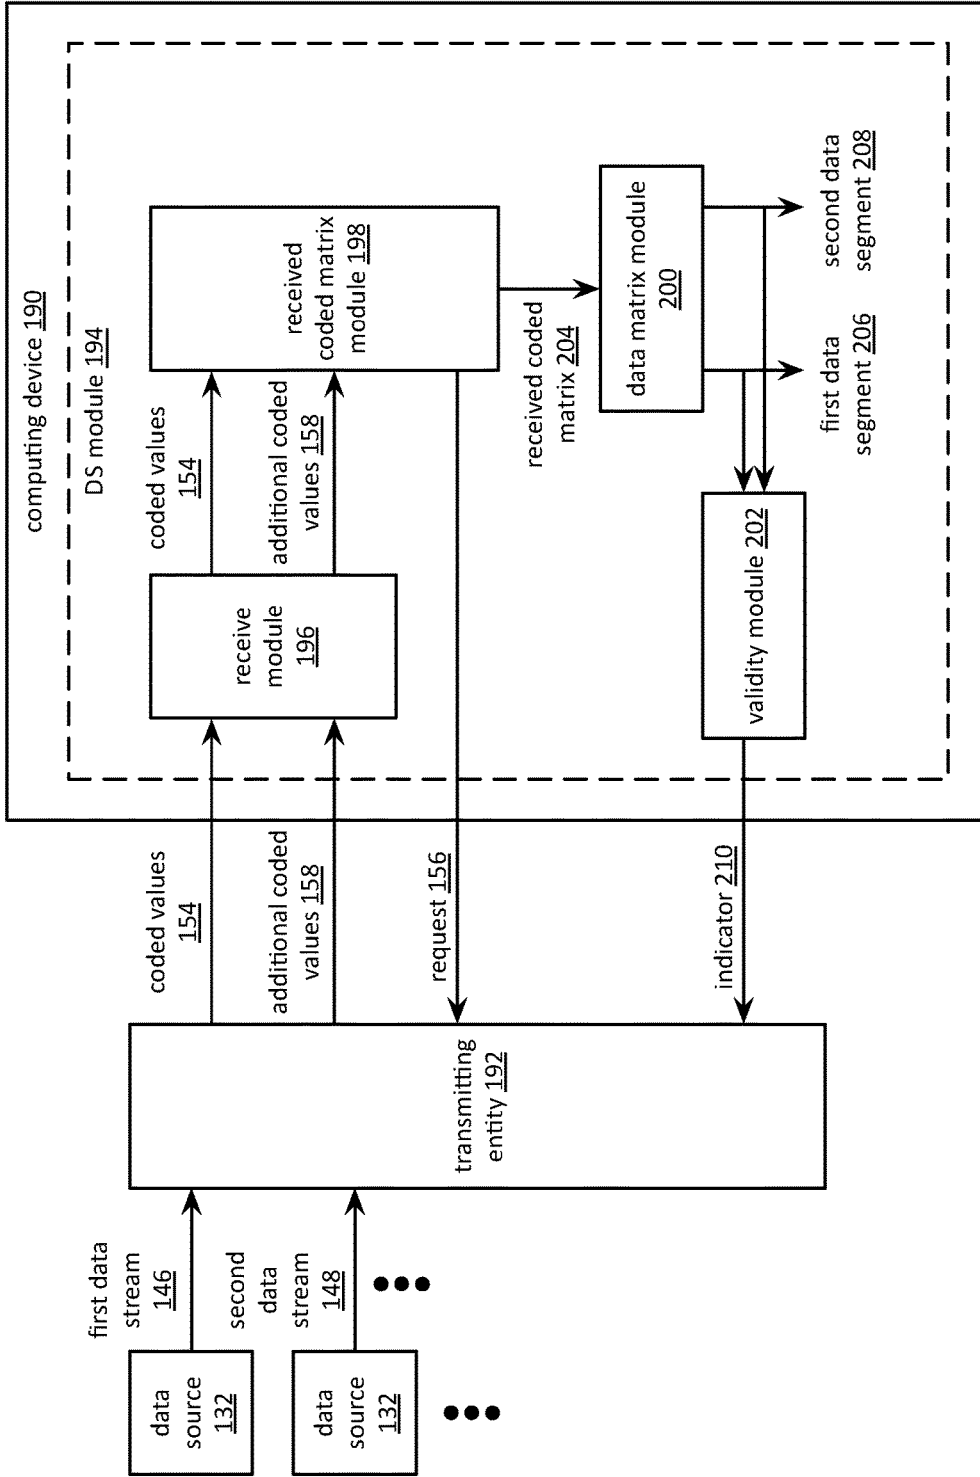 computing device 190
DS module 194
first data
stream
146
data
source
132
second
data
stream
148
data
source
132
transmitting
entity 192
coded values
154
additional coded
values 158
request 156
indicator 210
receive
module
196
coded values
154
additional coded
values 158
received
coded matrix
module 198
received coded
matrix 204
data matrix module
200
validity module 202
first data
segment 206
second data
segment 208